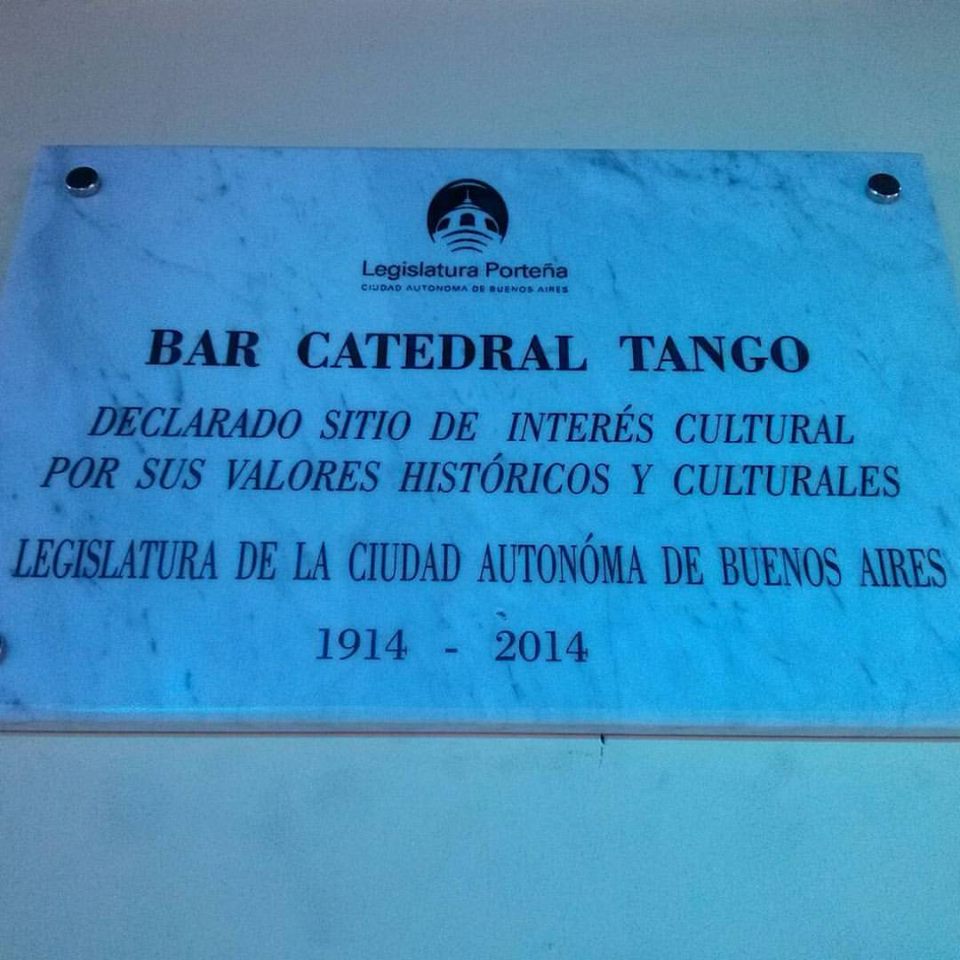 Legislatura Porteña
CIUDAD AUTONOMA DE BUENOS AIRES
BAR CATEDRAL TANGO
DECLARADO SITIO DE INTERÉS CULTURAL
POR SUS VALORES HISTÓRICOS Y CULTURALES
LEGISLATURA DE LA CIUDAD AUTONÓMA DE BUENOS AIRES
1914 - 2014